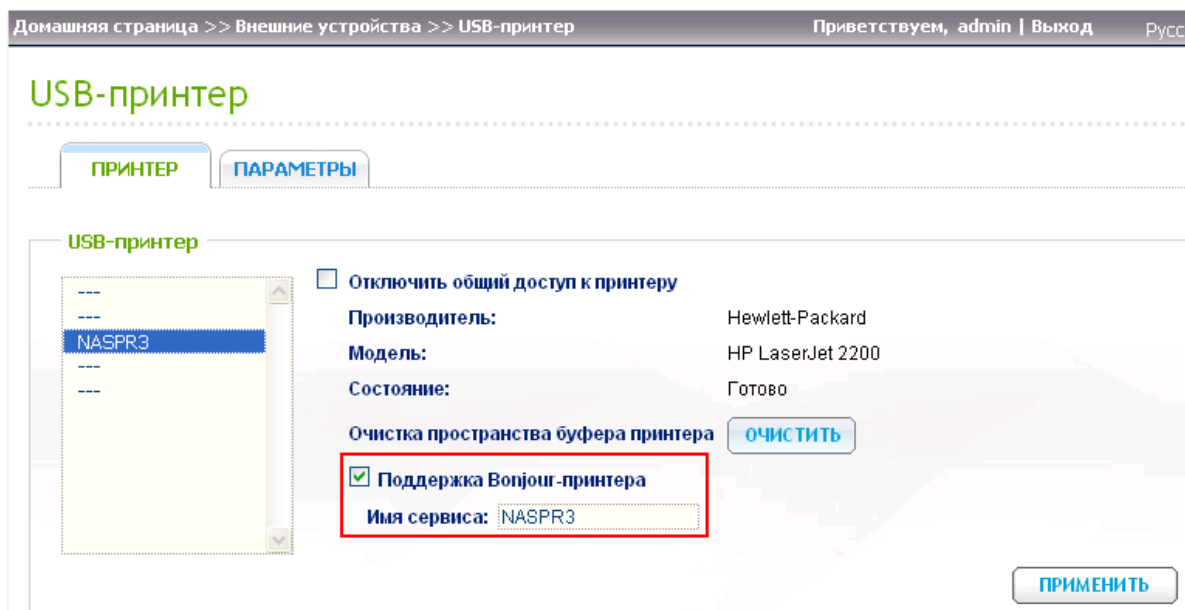 Домашняя страница >> Внешние устройства >> USB-принтер Приветствуем, admin | Выход Русс
USB-принтер
ПРИНТЕР ПАРАМЕТРЫ
USB-принтер
---
---
NASPR3
---
---
Отключить общий доступ к принтеру
Производитель: Hewlett-Packard
Модель: HP LaserJet 2200
Состояние: Готово
Очистка пространства буфера принтера ОЧИСТИТЬ
Поддержка Bonjour-принтера
Имя сервиса: NASPR3
ПРИМЕНИТЬ